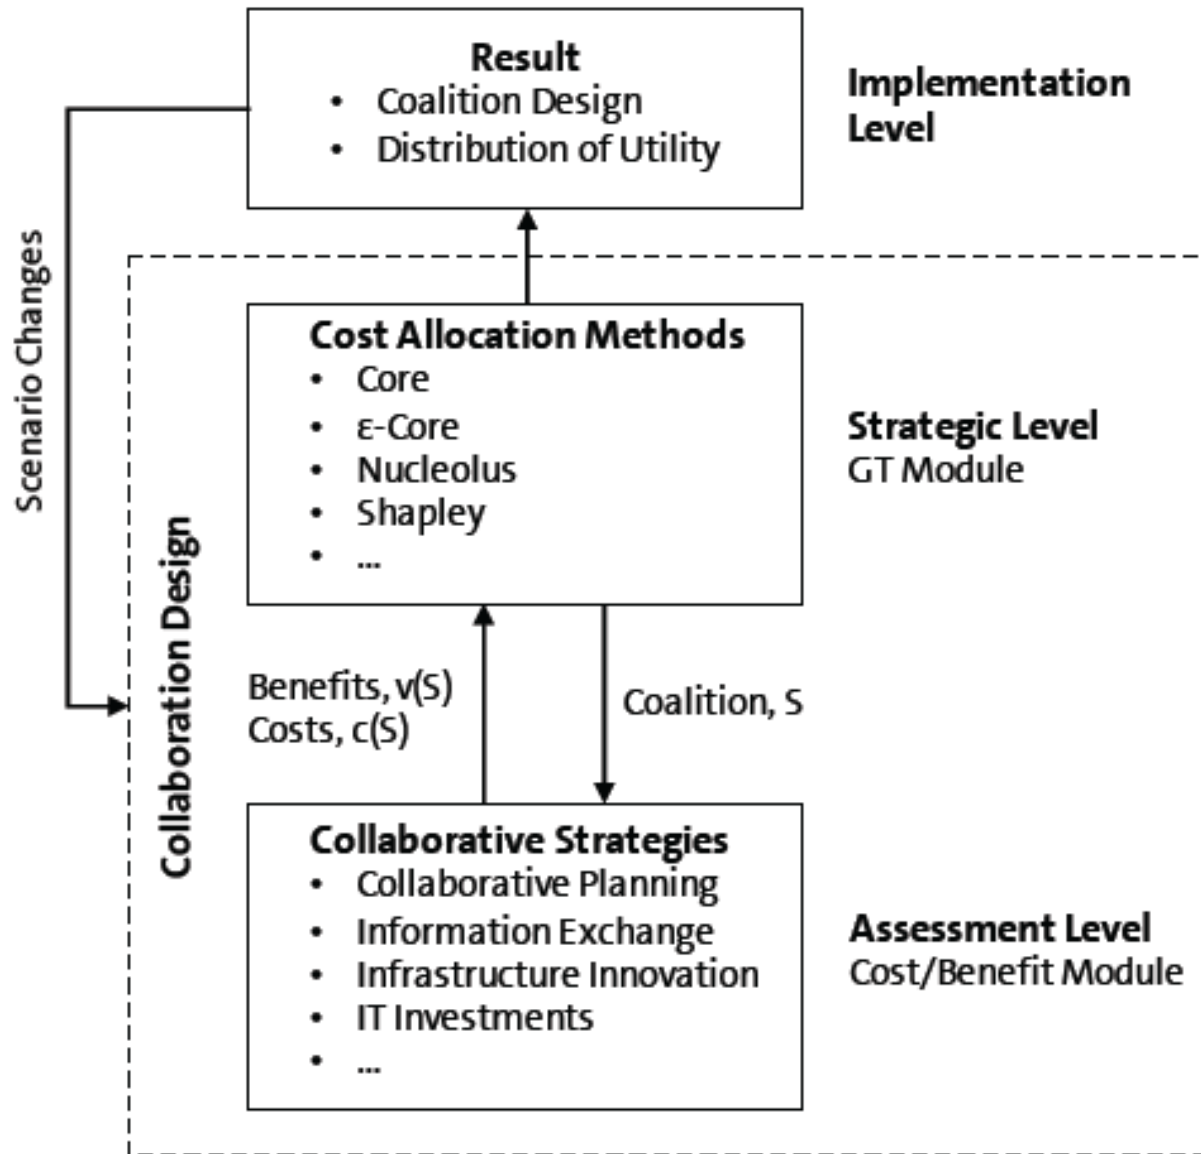 Result
• Coalition Design
• Distribution of Utility
Implementation
Level
Scenario Changes
Collaboration Design
Cost Allocation Methods
• Core
• ε-Core
• Nucleolus
• Shapley
• ...
Strategic Level
GT Module
Benefits, v(S)
Costs, c(S)
Coalition, S
Collaborative Strategies
• Collaborative Planning
• Information Exchange
• Infrastructure Innovation
• IT Investments
• ...
Assessment Level
Cost/Benefit Module